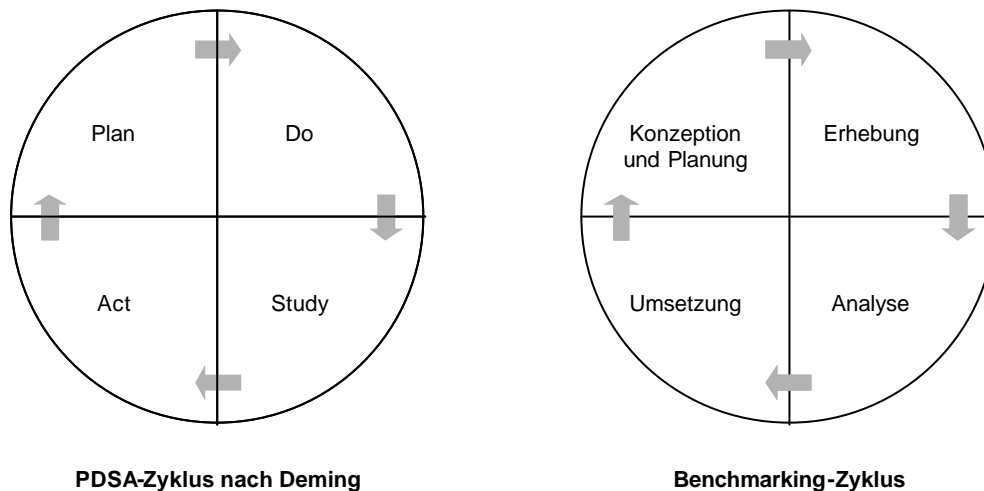 Plan
Do
Act
Study
PDSA-Zyklus nach Deming
Konzeption
und Planung
Erhebung
Umsetzung
Analyse
Benchmarking-Zyklus